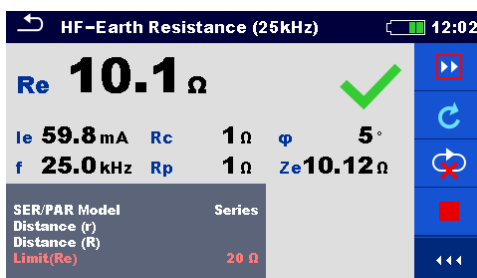 HF-Earth Resistance (25kHz) 12:02
Re 10.1 Ω
Ie 59.8 mA Rc 1 Ω φ 5°
f 25.0 kHz Rp 1 Ω Ze 10.12 Ω
SER/PAR Model Series
Distance (r)
Distance (R)
Limit(Re) 20 Ω